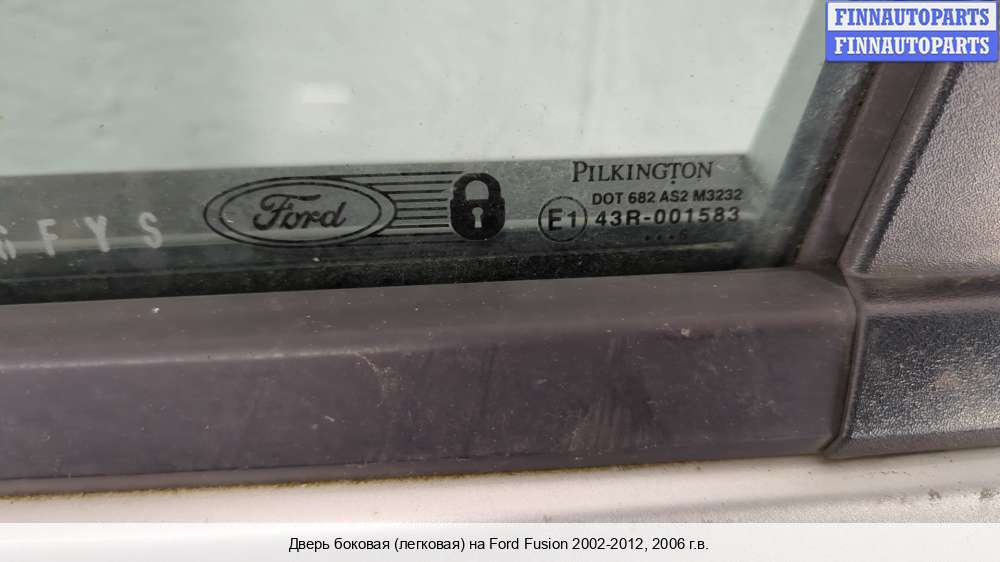 FINNAUTOPARTS
FINNAUTOPARTS
PILKINGTON
DOT 682 AS2 M3232
E1 43R-001583
Ford
F Y S
Дверь боковая (легковая) на Ford Fusion 2002-2012, 2006 г.в.